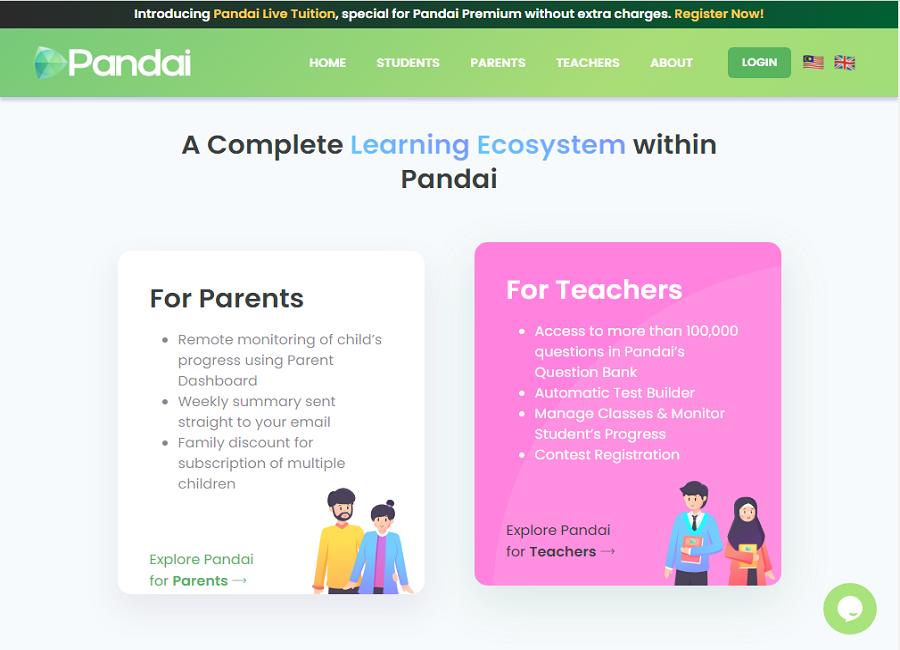 Introducing Pandai Live Tuition, special for Pandai Premium without extra charges. Register Now!
Pandai
HOME STUDENTS PARENTS TEACHERS ABOUT LOGIN
A Complete Learning Ecosystem within
Pandai
For Parents
Remote monitoring of child's
progress using Parent
Dashboard
Weekly summary sent
straight to your email
Family discount for
subscription of multiple
children
Explore Pandai
for Parents →
For Teachers
Access to more than 100,000
questions in Pandai's
Question Bank
Automatic Test Builder
Manage Classes & Monitor
Student's Progress
Contest Registration
Explore Pandai
for Teachers →